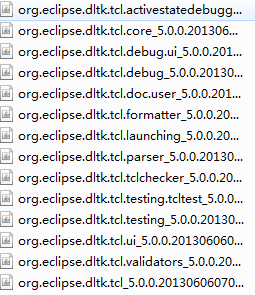 org.eclipse.dltk.tcl.activestatedebugg...
org.eclipse.dltk.tcl.core_5.0.0.201306...
org.eclipse.dltk.tcl.debug.ui_5.0.0.201...
org.eclipse.dltk.tcl.debug_5.0.0.20130...
org.eclipse.dltk.tcl.doc.user_5.0.0.201...
org.eclipse.dltk.tcl.formatter_5.0.0.20...
org.eclipse.dltk.tcl.launching_5.0.0.20...
org.eclipse.dltk.tcl.parser_5.0.0.20130...
org.eclipse.dltk.tcl.tclchecker_5.0.0.20...
org.eclipse.dltk.tcl.testing.tcltest_5.0.0...
org.eclipse.dltk.tcl.testing_5.0.0.20130...
org.eclipse.dltk.tcl.ui_5.0.0.201306060...
org.eclipse.dltk.tcl.validators_5.0.0.20...
org.eclipse.dltk.tcl_5.0.0.20130606070...